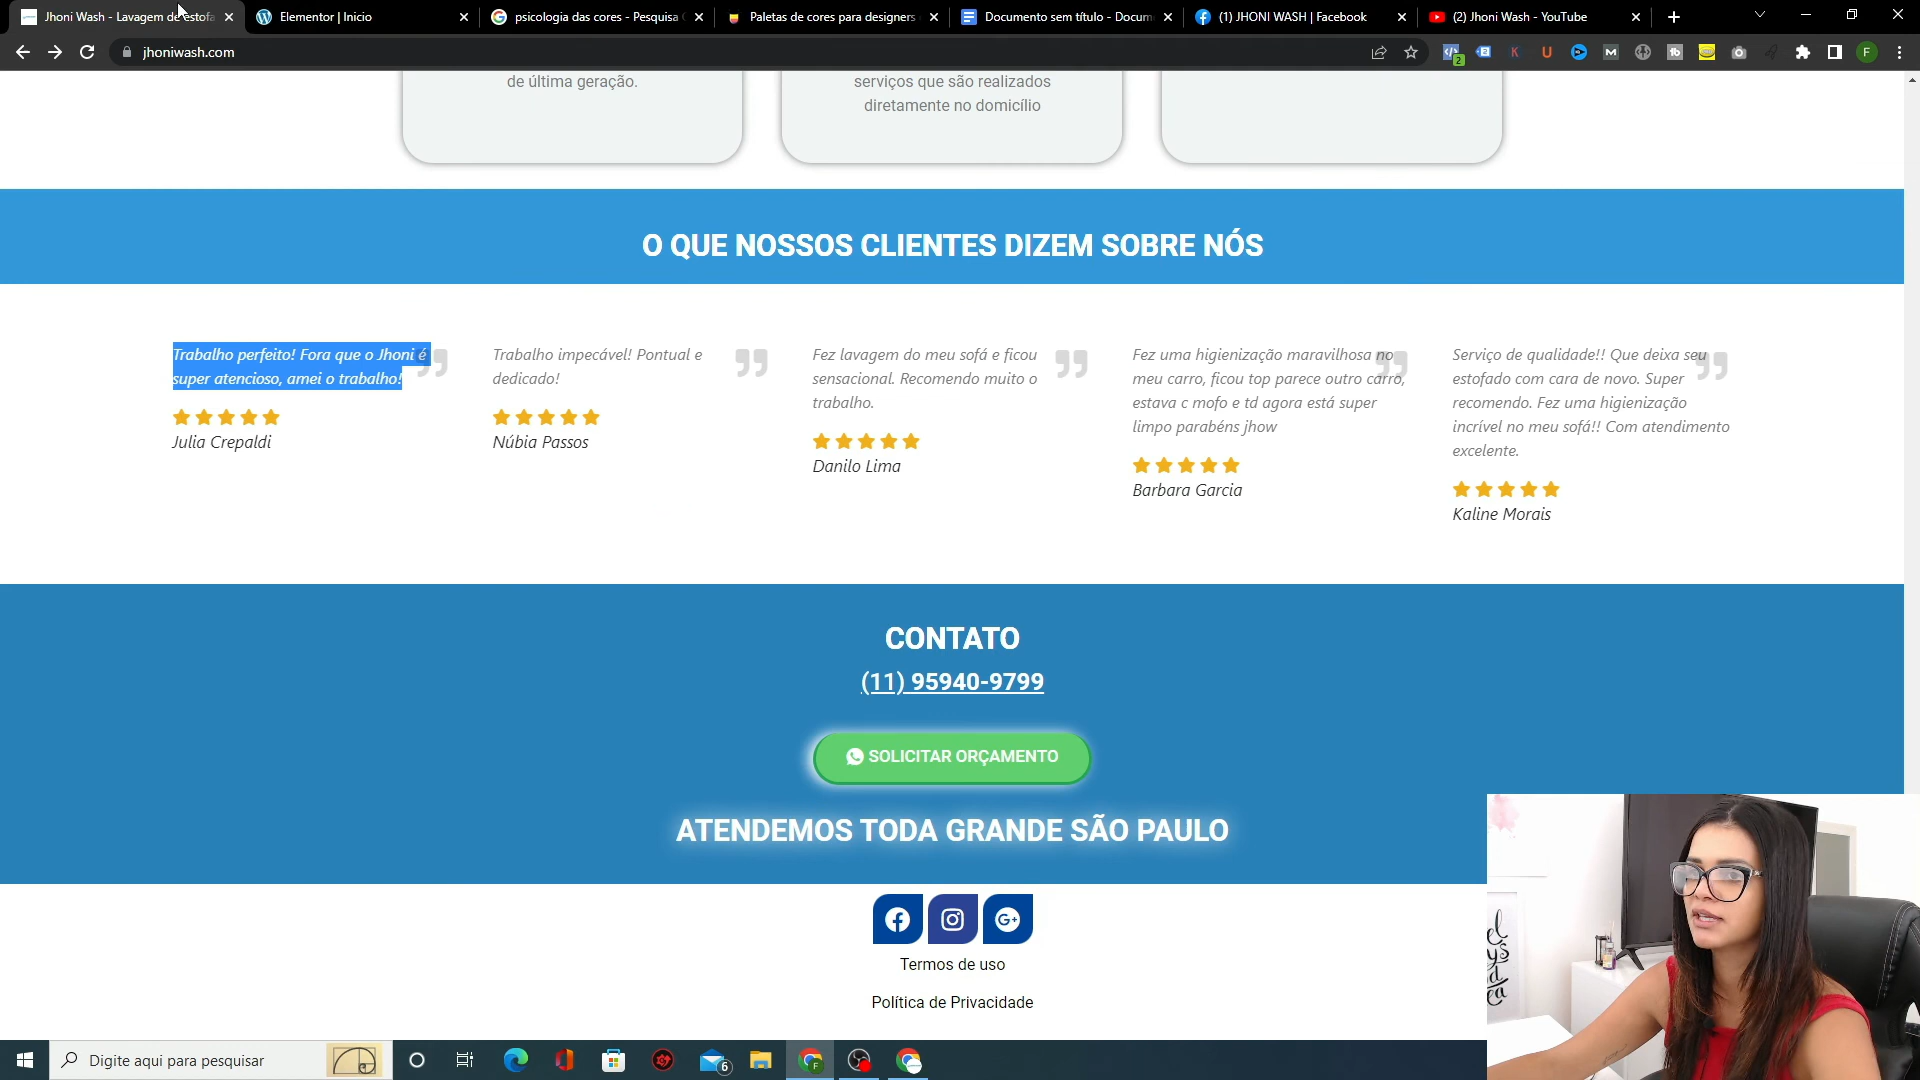 Jhoni Wash - Lavagem de estofa
Elementor | Inicio
psicologia das cores - Pesquisa
Paletas de cores para designers
Documento sem título - Docum
(1) JHONI WASH | Facebook
(2) Jhoni Wash - YouTube
jhoniwash.com
de última geração.
serviços que são realizados
diretamente no domicílio
O QUE NOSSOS CLIENTES DIZEM SOBRE NÓS
Trabalho perfeito! Fora que o Jhoni é
super atencioso, amei o trabalho!
Julia Crepaldi
Trabalho impecável! Pontual e
dedicado!
Núbia Passos
Fez lavagem do meu sofá e ficou
sensacional. Recomendo muito o
trabalho.
Danilo Lima
Fez uma higienização maravilhosa no
meu carro, ficou top parece outro carro,
estava c mofo e td agora está super
limpo parabéns jhow
Barbara Garcia
Serviço de qualidade!! Que deixa seu
estofado com cara de novo. Super
recomendo. Fez uma higienização
incrível no meu sofá!! Com atendimento
excelente.
Kaline Morais
CONTATO
(11) 95940-9799
SOLICITAR ORÇAMENTO
ATENDEMOS TODA GRANDE SÃO PAULO
Termos de uso
Política de Privacidade
Digite aqui para pesquisar
6